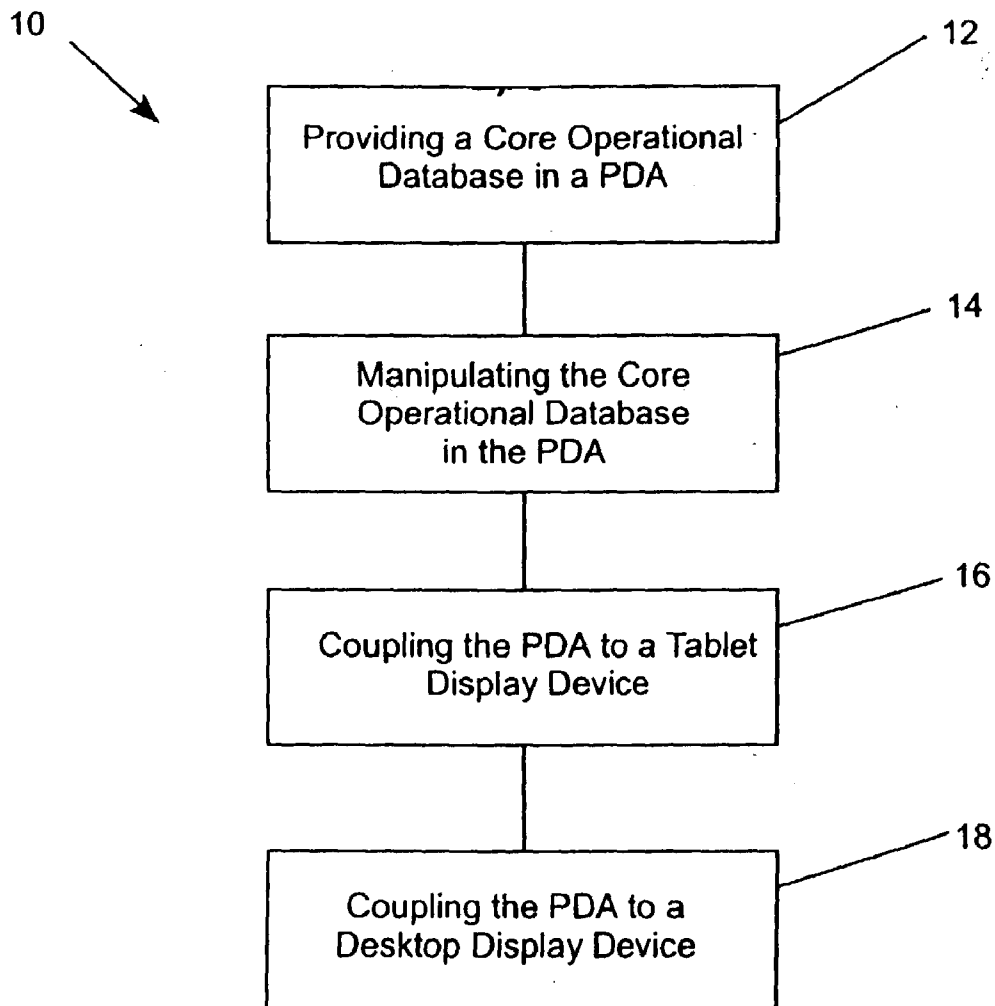 10
12
Providing a Core Operational
Database in a PDA
14
Manipulating the Core
Operational Database
in the PDA
16
Coupling the PDA to a Tablet
Display Device
18
Coupling the PDA to a
Desktop Display Device